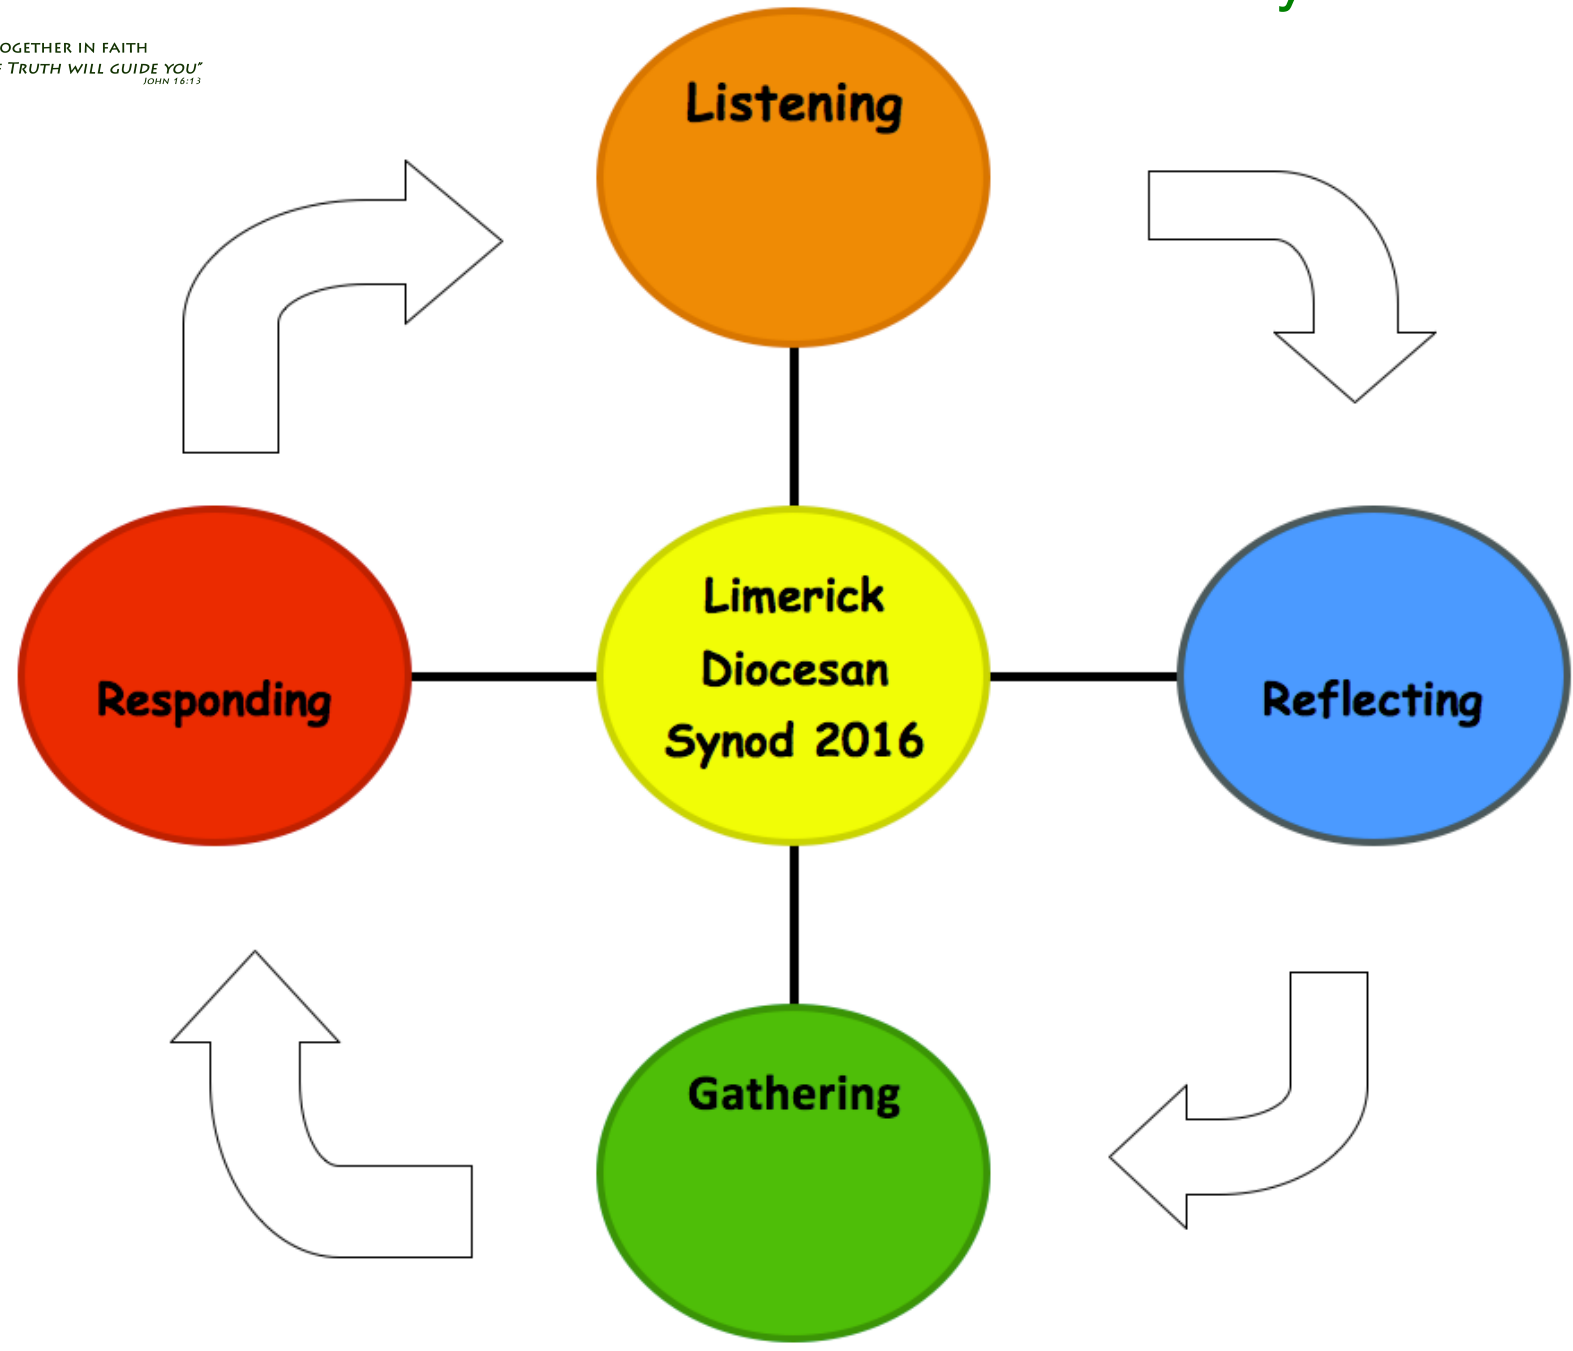 OGETHER IN FAITH
TRUTH WILL GUIDE YOU"
JOHN 16:13
Listening
Limerick
Diocesan
Synod 2016
Responding
Reflecting
Gathering